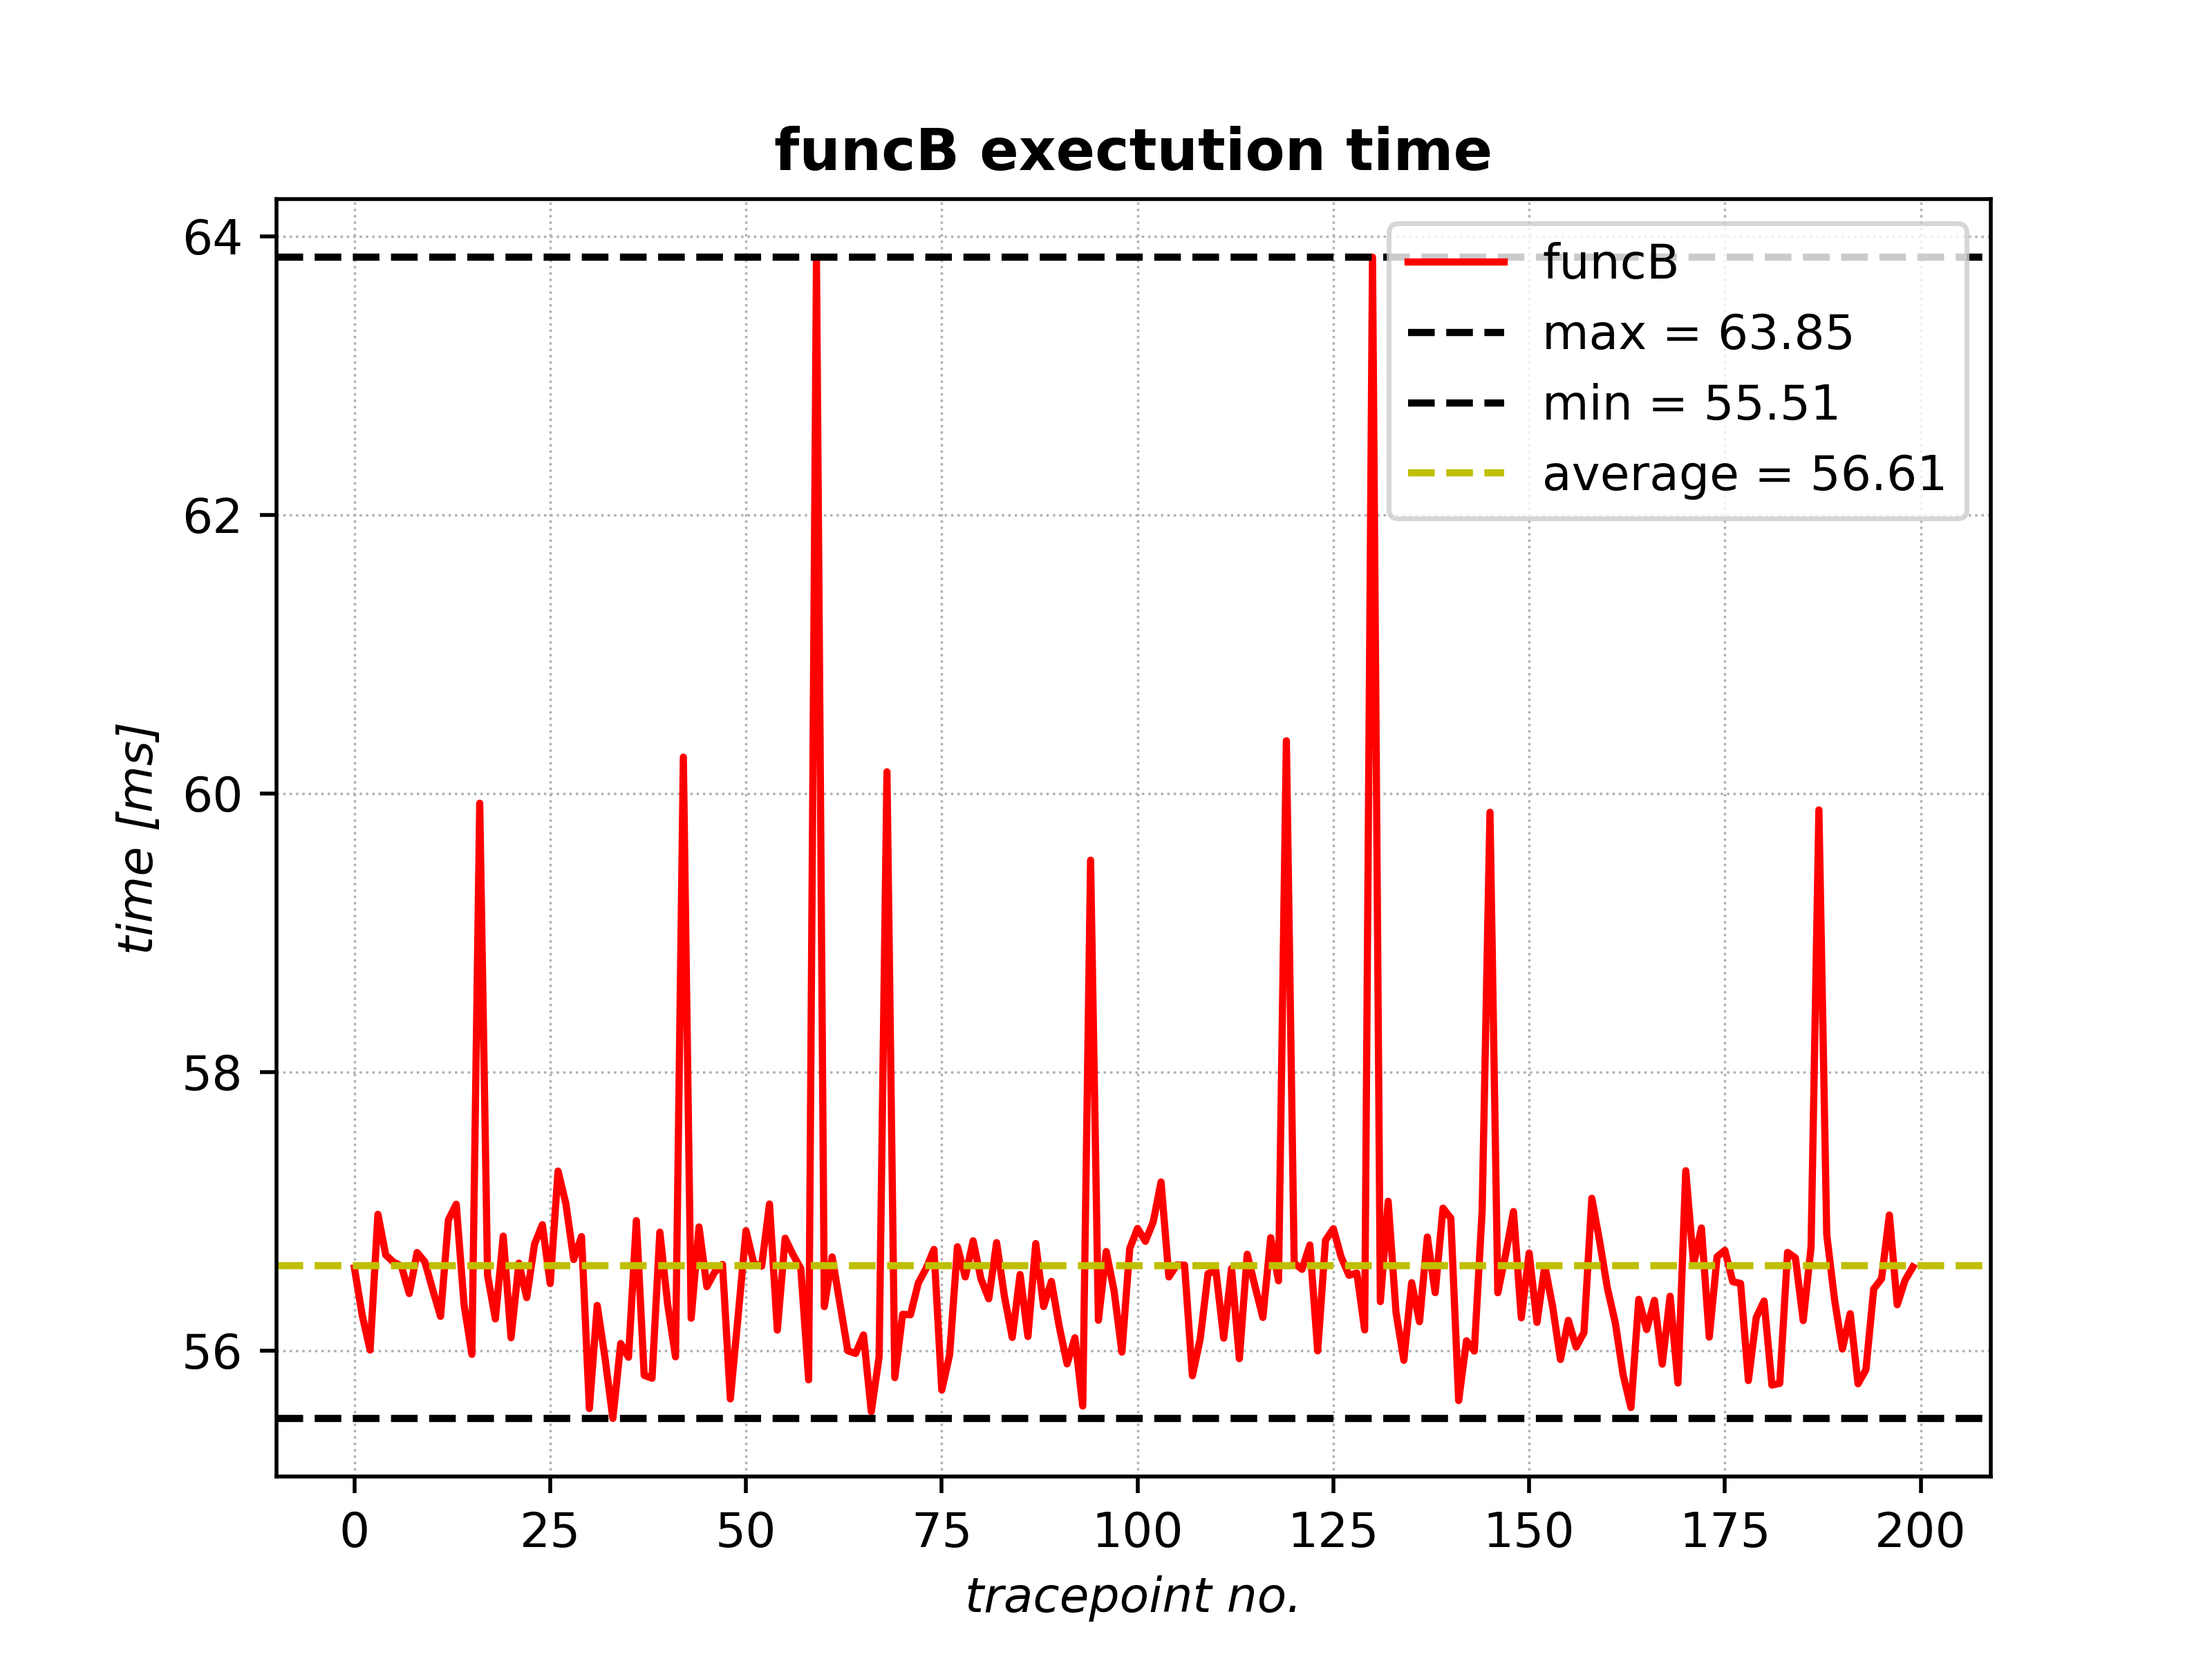 funcB exectution time
64
62
60
58
56
time [ms]
funcB
max = 63.85
min = 55.51
average = 56.61
0 25 50 75 100 125 150 175 200
tracepoint no.